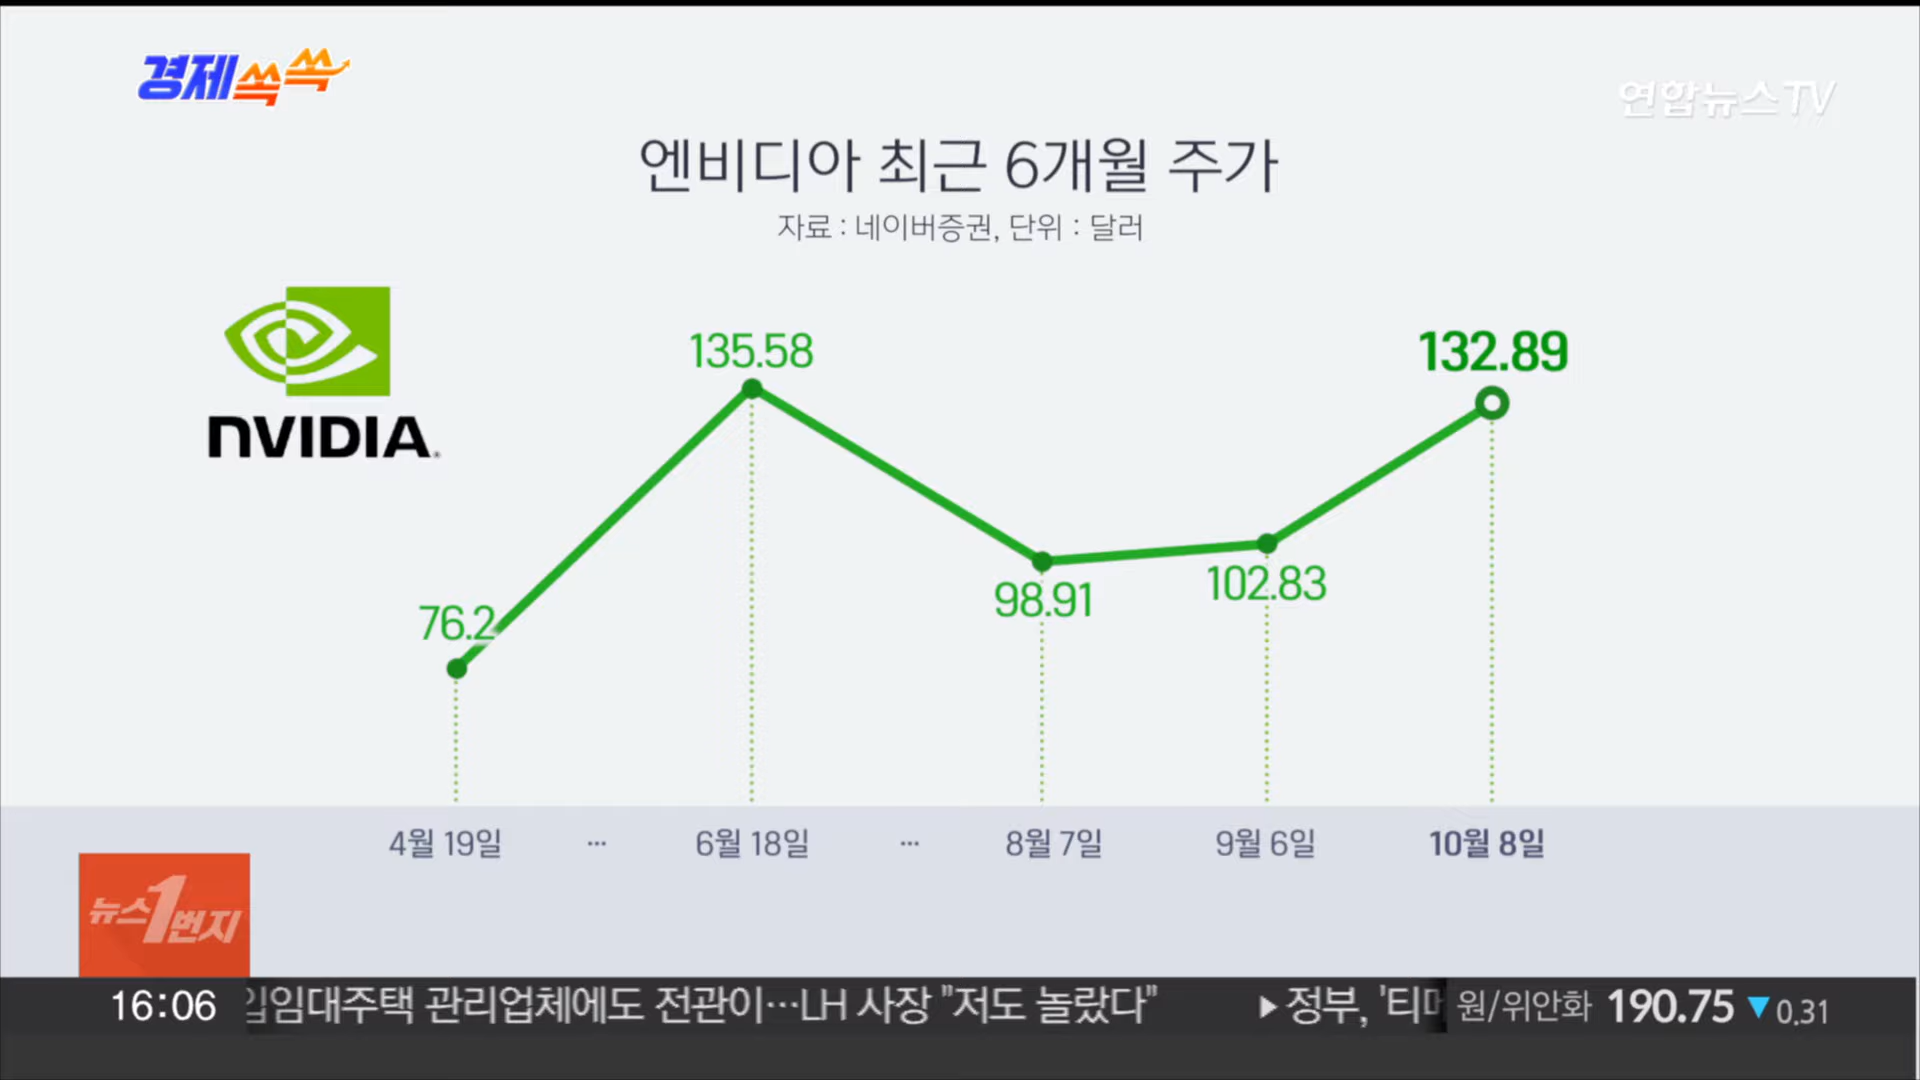 경제쏙쏙
연합뉴스TV
엔비디아 최근 6개월 주가
자료 : 네이버증권, 단위 : 달러
NVIDIA
135.58
132.89
76.2
98.91
102.83
4월 19일 ... 6월 18일 ... 8월 7일 9월 6일 10월 8일
뉴스1번지
16:06 입임대주택 관리업체에도 전관이…LH 사장 "저도 놀랐다" ▶정부, '티메 원/위안화 190.75 ▼0.31